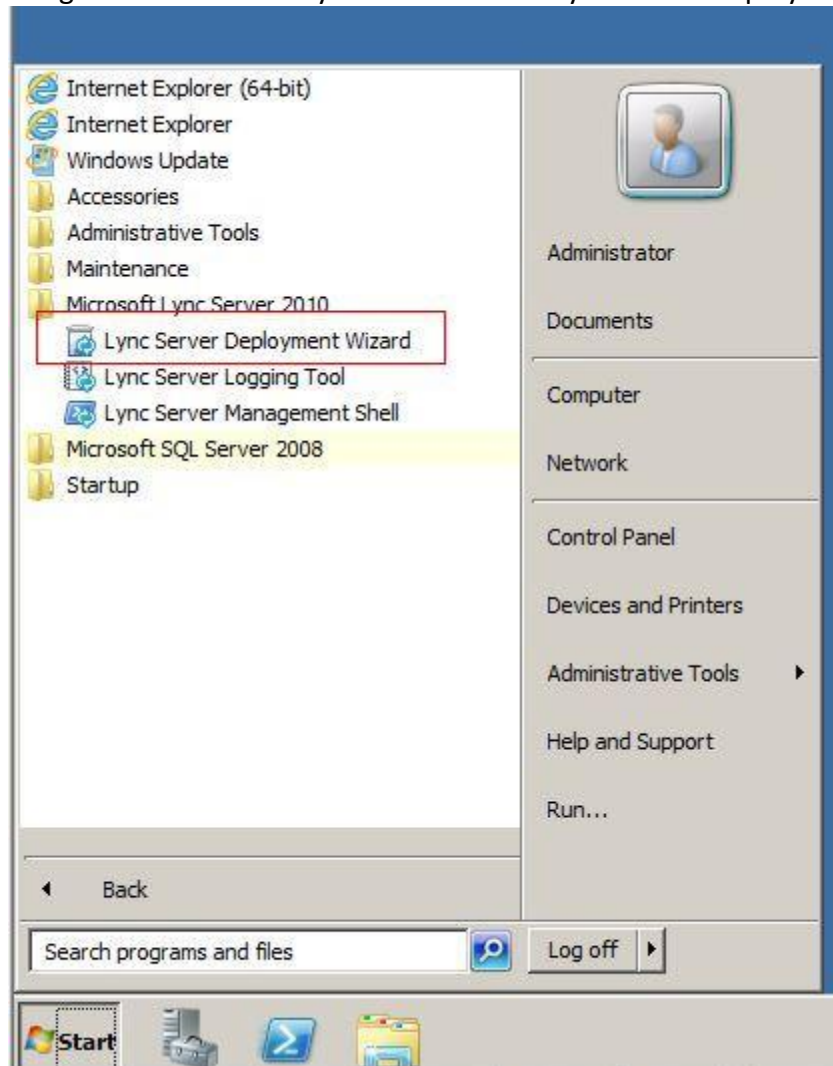 Internet Explorer (64-bit)
Internet Explorer
Windows Update
Accessories
Administrative Tools
Maintenance
Microsoft Lync Server 2010
Lync Server Deployment Wizard
Lync Server Logging Tool
Lync Server Management Shell
Microsoft SQL Server 2008
Startup
Back
Search programs and files
Administrator
Documents
Computer
Network
Control Panel
Devices and Printers
Administrative Tools
Help and Support
Run...
Log off
Start